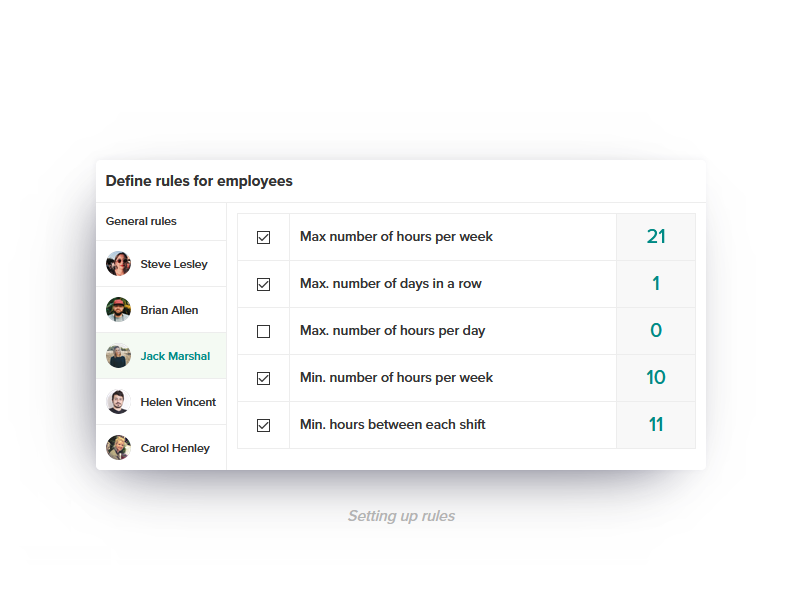 Define rules for employees
General rules
Steve Lesley
Brian Allen
Jack Marshal
Helen Vincent
Carol Henley
Max number of hours per week 21
Max. number of days in a row 1
Max. number of hours per day 0
Min. number of hours per week 10
Min. hours between each shift 11
Setting up rules